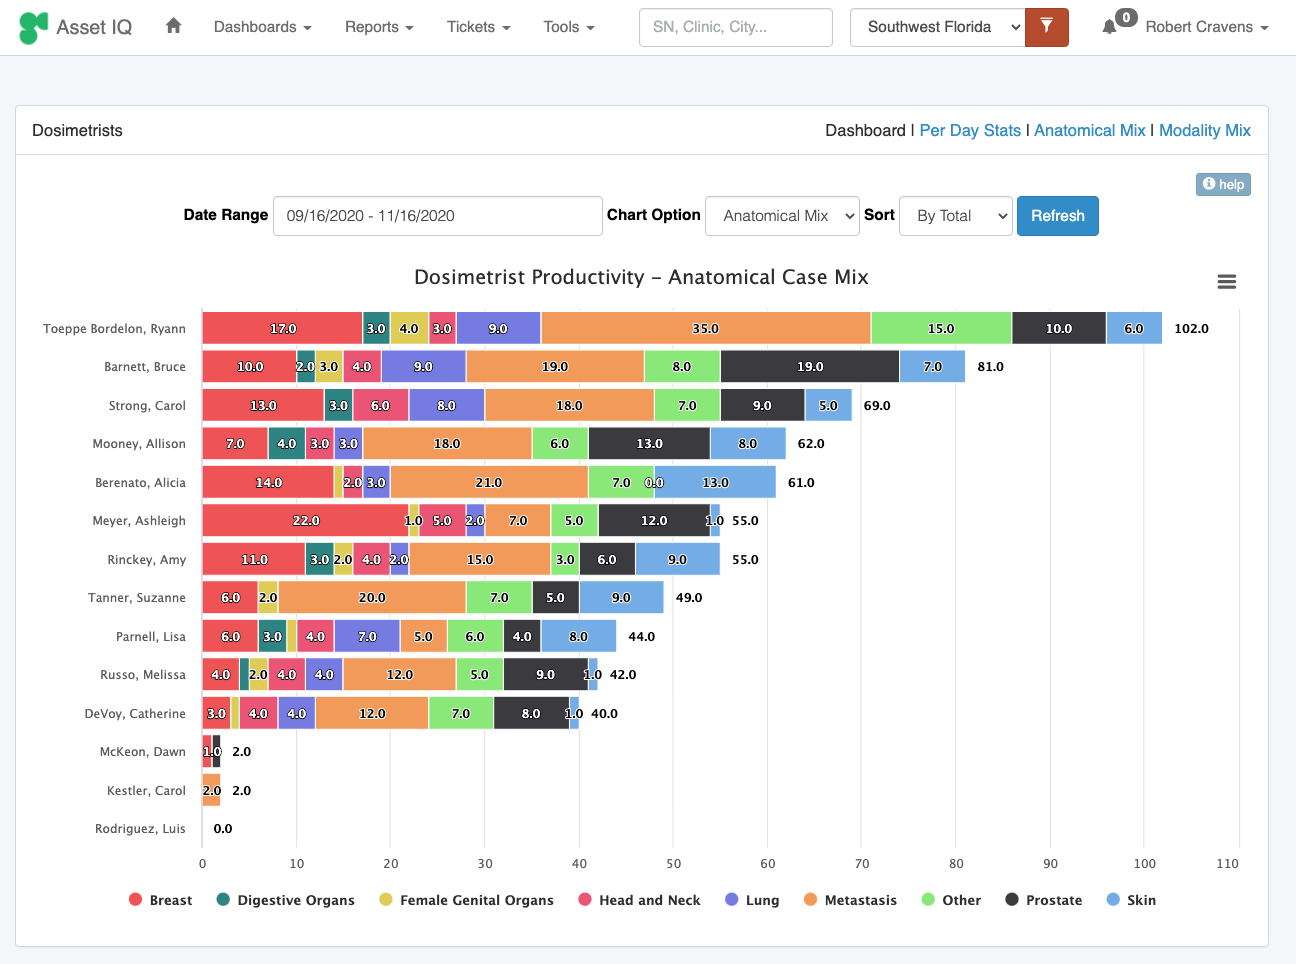 Asset IQ Dashboards Reports Tickets Tools SN, Clinic, City... Southwest Florida 0 Robert Cravens
Dosimetrists Dashboard | Per Day Stats | Anatomical Mix | Modality Mix
help
Date Range 09/16/2020 - 11/16/2020 Chart Option Anatomical Mix Sort By Total Refresh
Dosimetrist Productivity – Anatomical Case Mix
Toeppe Bordelon, Ryann 17.0 3.0 4.0 3.0 9.0 35.0 15.0 10.0 6.0 102.0
Barnett, Bruce 10.0 2.0 3.0 4.0 9.0 19.0 8.0 19.0 7.0 81.0
Strong, Carol 13.0 3.0 6.0 8.0 18.0 7.0 9.0 5.0 69.0
Mooney, Allison 7.0 4.0 3.0 3.0 18.0 6.0 13.0 8.0 62.0
Berenato, Alicia 14.0 2.0 3.0 21.0 7.0 0.0 13.0 61.0
Meyer, Ashleigh 22.0 1.0 5.0 2.0 7.0 5.0 12.0 1.0 55.0
Rinckey, Amy 11.0 3.0 2.0 4.0 2.0 15.0 3.0 6.0 9.0 55.0
Tanner, Suzanne 6.0 2.0 20.0 7.0 5.0 9.0 49.0
Parnell, Lisa 6.0 3.0 4.0 7.0 5.0 6.0 4.0 8.0 44.0
Russo, Melissa 4.0 2.0 4.0 4.0 12.0 5.0 9.0 1.0 42.0
DeVoy, Catherine 3.0 4.0 4.0 12.0 7.0 8.0 1.0 40.0
McKeon, Dawn 1.0 2.0
Kestler, Carol 2.0 2.0
Rodriguez, Luis 0.0
0 10 20 30 40 50 60 70 80 90 100 110
Breast Digestive Organs Female Genital Organs Head and Neck Lung Metastasis Other Prostate Skin